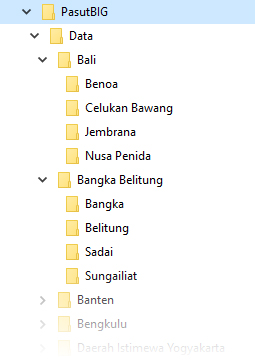 PasutBIG
Data
Bali
Benoa
Celukan Bawang
Jembrana
Nusa Penida
Bangka Belitung
Bangka
Belitung
Sadai
Sungailiat
Banten
Bengkulu
Daerah Istimewa Yogyakarta